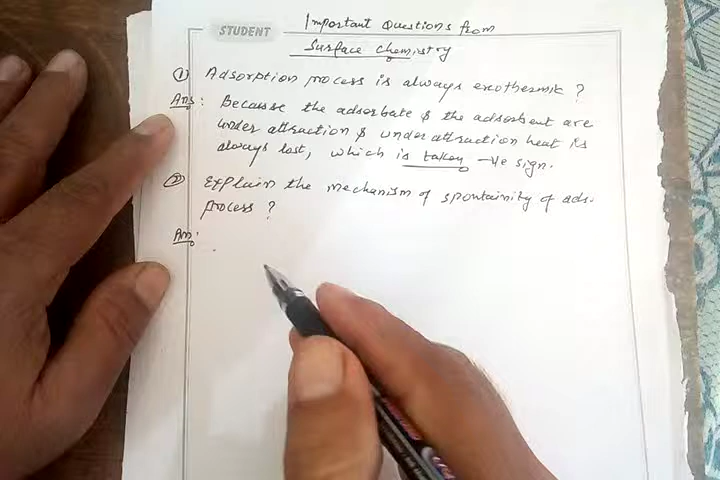 STUDENT
Important Questions from
Surface Chemistry
① Adsorption process is always exothermic ?
Ans: Because the adsorbate & the adsorbent are
under attraction & under attraction heat is
always lost, which is taken -ve sign.
② Explain the mechanism of spontainity of ads.
process ?
Ans: